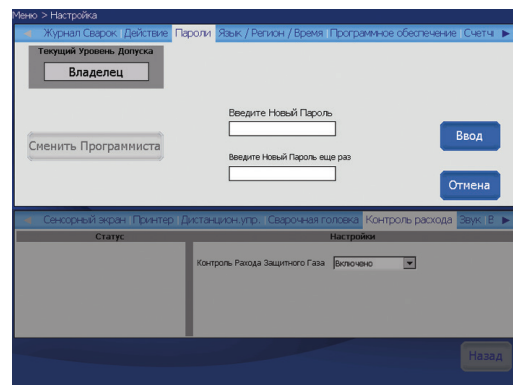 Меню > Настройка
Журнал Сварок Действие Пароли Язык / Регион / Время Программное обеспечение Счетч
Текущий Уровень Допуска
Владелец
Введите Новый Пароль
Сменить Программиста
Ввод
Введите Новый Пароль еще раз
Отмена
Сенсорный экран Принтер Дистанцион.упр. Сварочная головка Контроль расхода Звук В
Статус
Настройки
Контроль Рахода Защитного Газа Включено
Назад